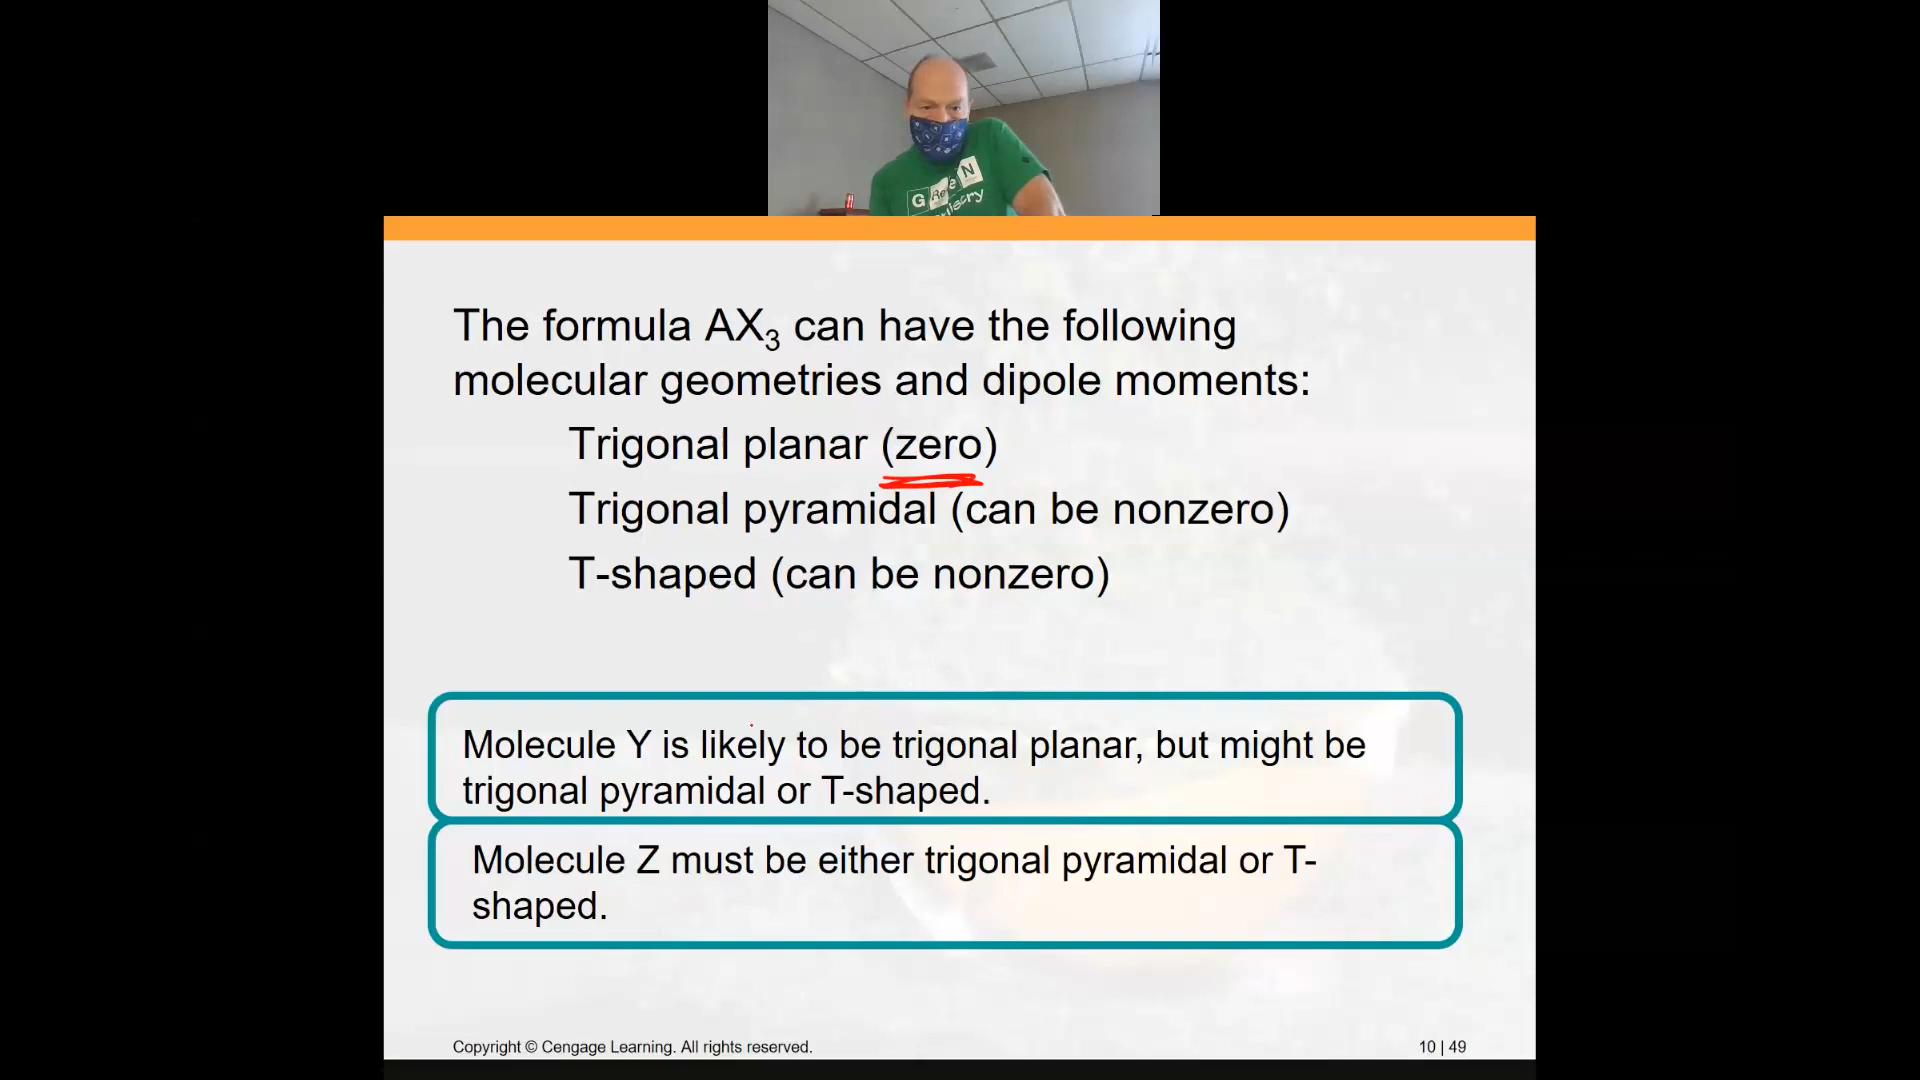 G Re e N
The formula AX₃ can have the following
molecular geometries and dipole moments:
Trigonal planar (zero)
Trigonal pyramidal (can be nonzero)
T-shaped (can be nonzero)
Molecule Y is likely to be trigonal planar, but might be
trigonal pyramidal or T-shaped.
Molecule Z must be either trigonal pyramidal or T-
shaped.
Copyright © Cengage Learning. All rights reserved.
10 | 49